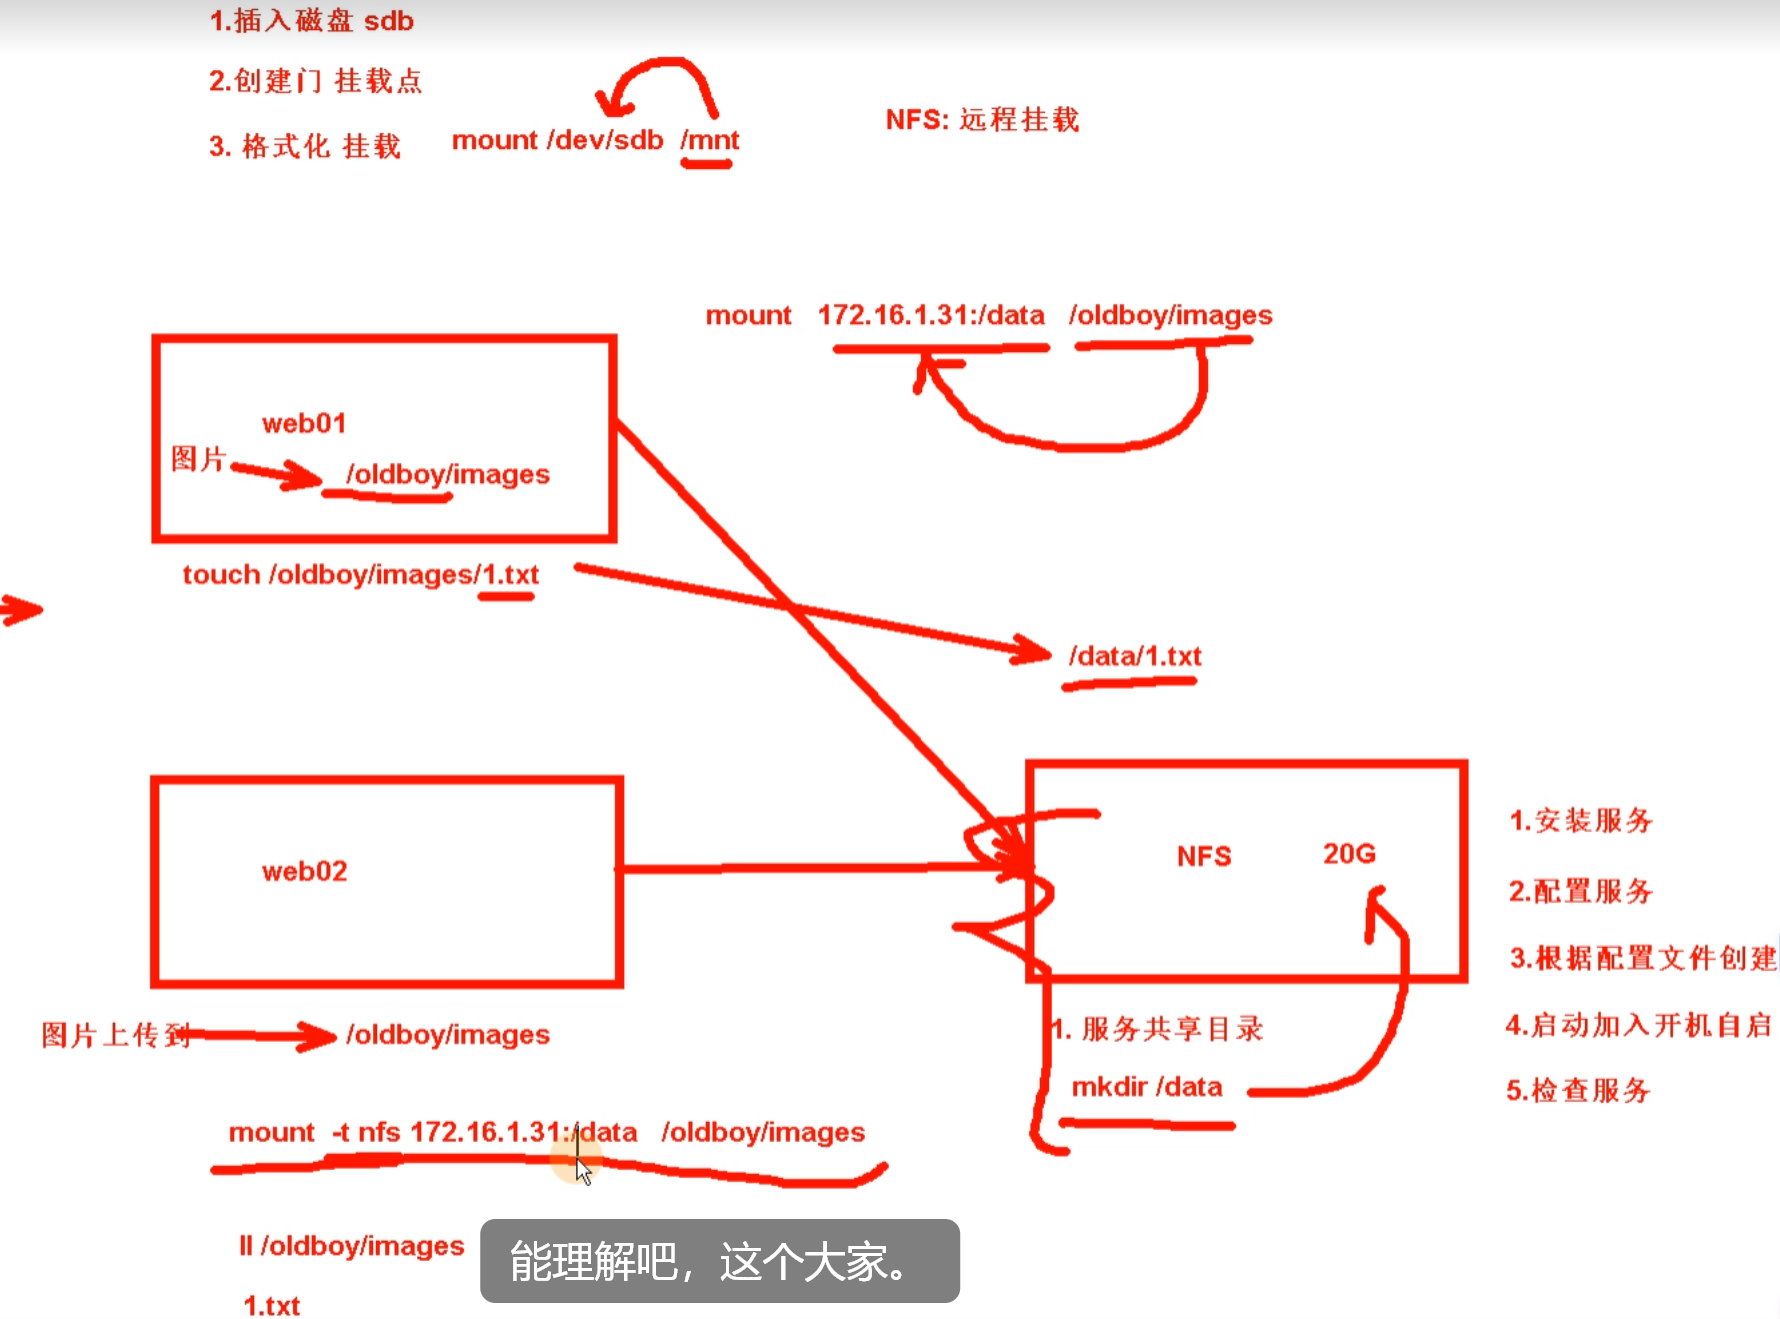 1.插入磁盘 sdb
2.创建门 挂载点
3. 格式化 挂载 mount /dev/sdb /mnt
NFS: 远程挂载
mount 172.16.1.31:/data /oldboy/images
web01
图片
/oldboy/images
touch /oldboy/images/1.txt
/data/1.txt
web02
NFS 20G
图片上传到 /oldboy/images
1. 服务共享目录
mkdir /data
1.安装服务
2.配置服务
3.根据配置文件创建
4.启动加入开机自启
5.检查服务
mount -t nfs 172.16.1.31:/data /oldboy/images
ll /oldboy/images
1.txt
能理解吧，这个大家。